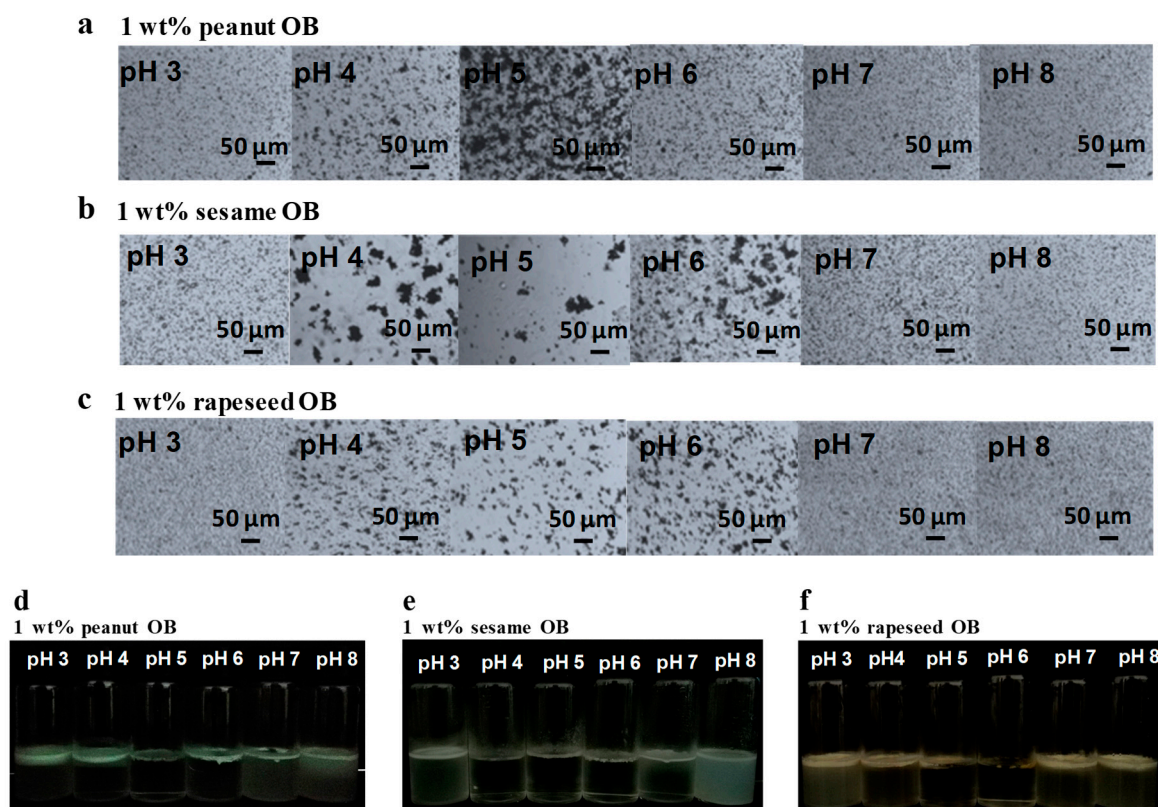 a 1 wt% peanut OB
pH 3 pH 4 pH 5 pH 6 pH 7 pH 8
50 µm 50 µm 50 µm 50 µm 50 µm 50 µm
b 1 wt% sesame OB
pH 3 pH 4 pH 5 pH 6 pH 7 pH 8
50 µm 50 µm 50 µm 50 µm 50 µm 50 µm
c 1 wt% rapeseed OB
pH 3 pH 4 pH 5 pH 6 pH 7 pH 8
50 µm 50 µm 50 µm 50 µm 50 µm 50 µm
d
1 wt% peanut OB
pH 3 pH 4 pH 5 pH 6 pH 7 pH 8
e
1 wt% sesame OB
pH 3 pH 4 pH 5 pH 6 pH 7 pH 8
f
1 wt% rapeseed OB
pH 3 pH4 pH 5 pH 6 pH 7 pH 8